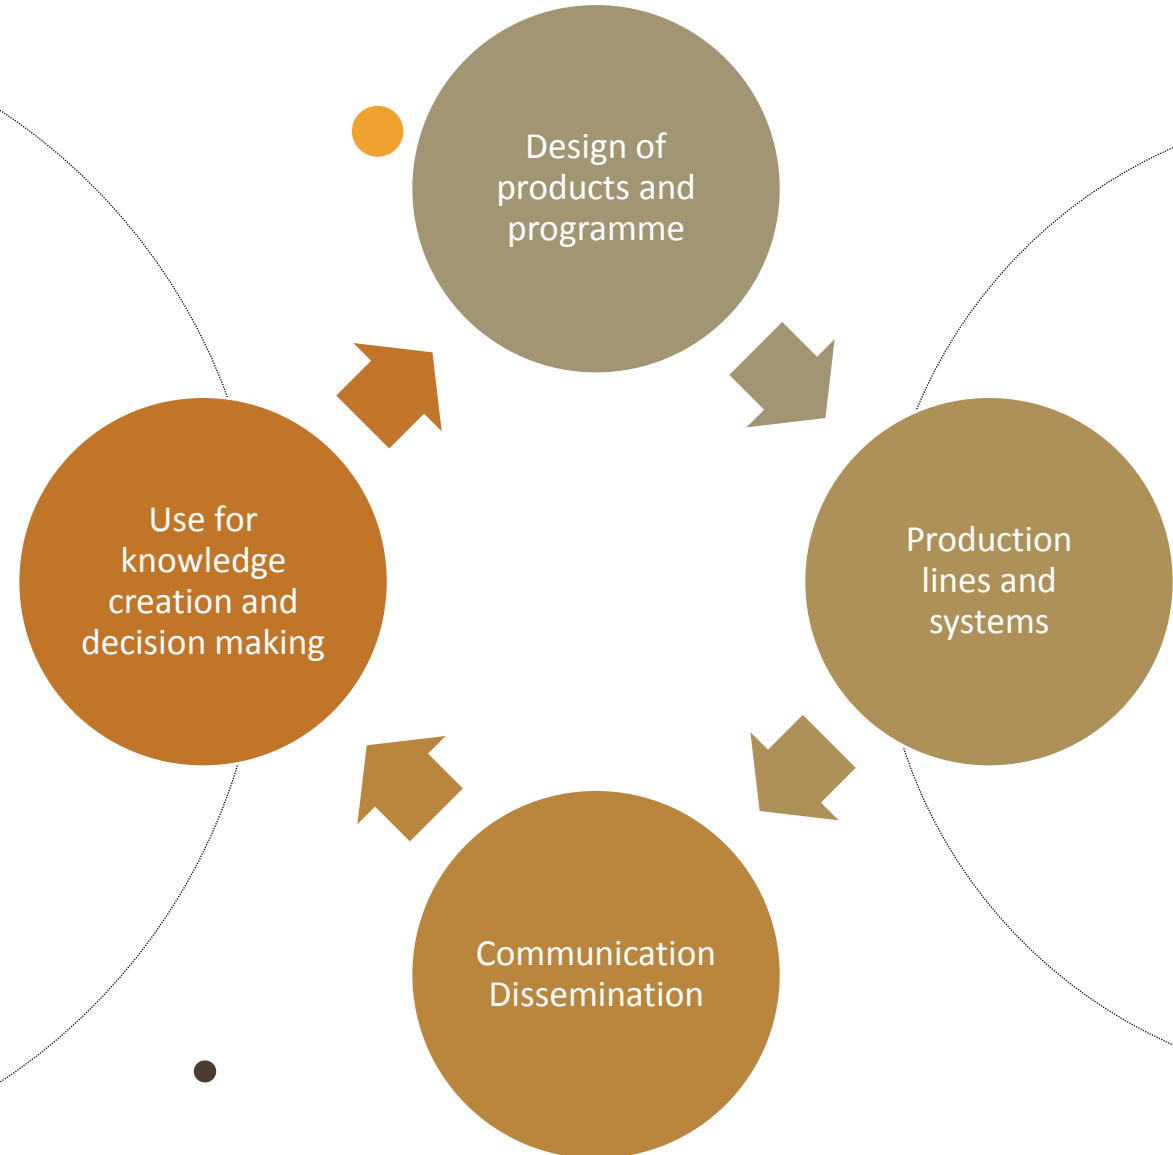 Design of
products and
programme
Use for
knowledge
creation and
decision making
Production
lines and
systems
Communication
Dissemination